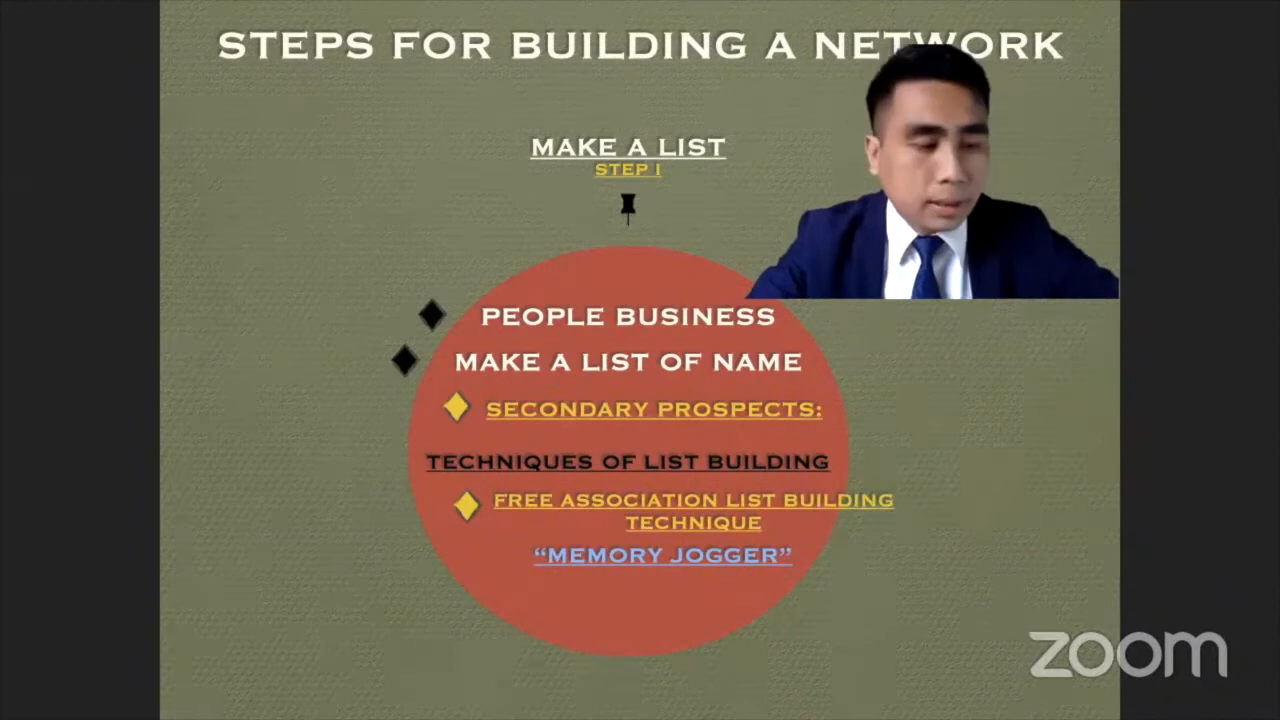 STEPS FOR BUILDING A NETWORK
MAKE A LIST
STEP 1
PEOPLE BUSINESS
MAKE A LIST OF NAME
SECONDARY PROSPECTS:
TECHNIQUES OF LIST BUILDING
FREE ASSOCIATION LIST BUILDING
TECHNIQUE
“MEMORY JOGGER”
zoom